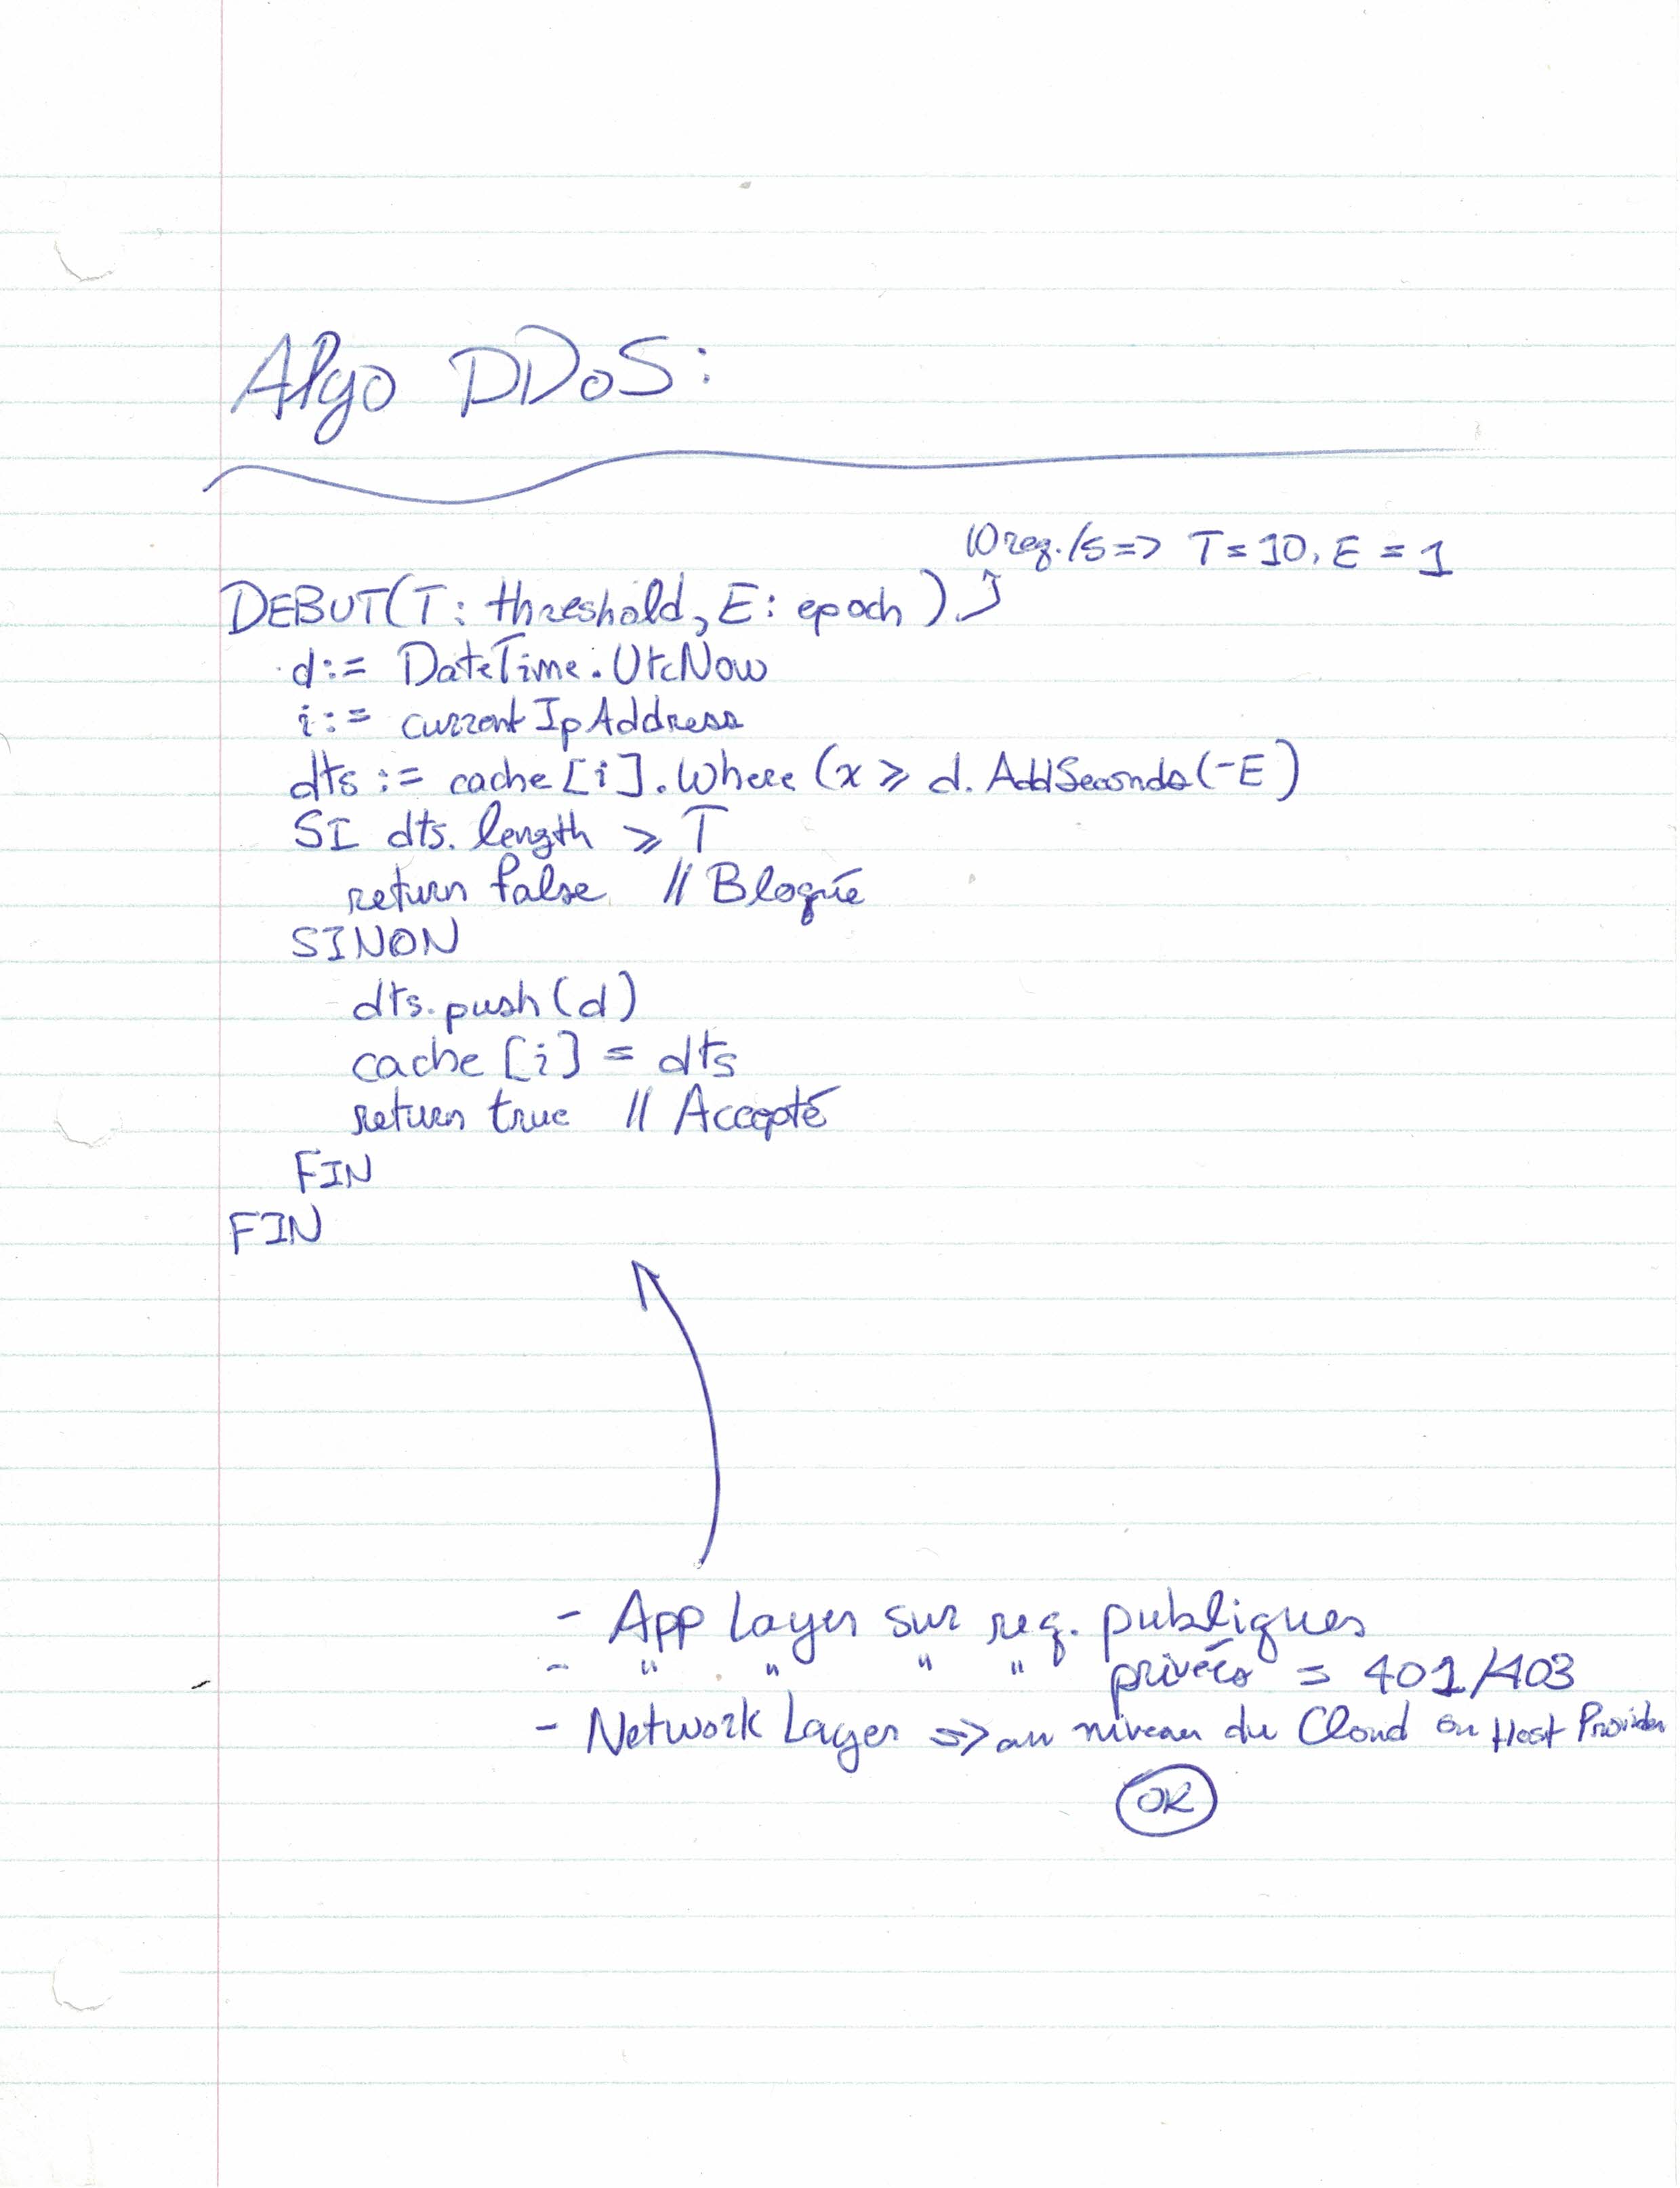 Algo DDoS:
10 req./s => T = 10, E = 1
DEBUT(T: threshold, E: epoch)
d := DateTime.UtcNow
i := currentIpAddress
dts := cache[i].Where(x ⩾ d.AddSeconds(-E)
SI dts.length ⩾ T
return false // Bloqué
SINON
dts.push(d)
cache[i] = dts
return true // Accepté
FIN
FIN
- App Layer sur req. publiques
- " " " " privées = 401/403
- Network Layer => au niveau du Cloud ou Host Provider
OK